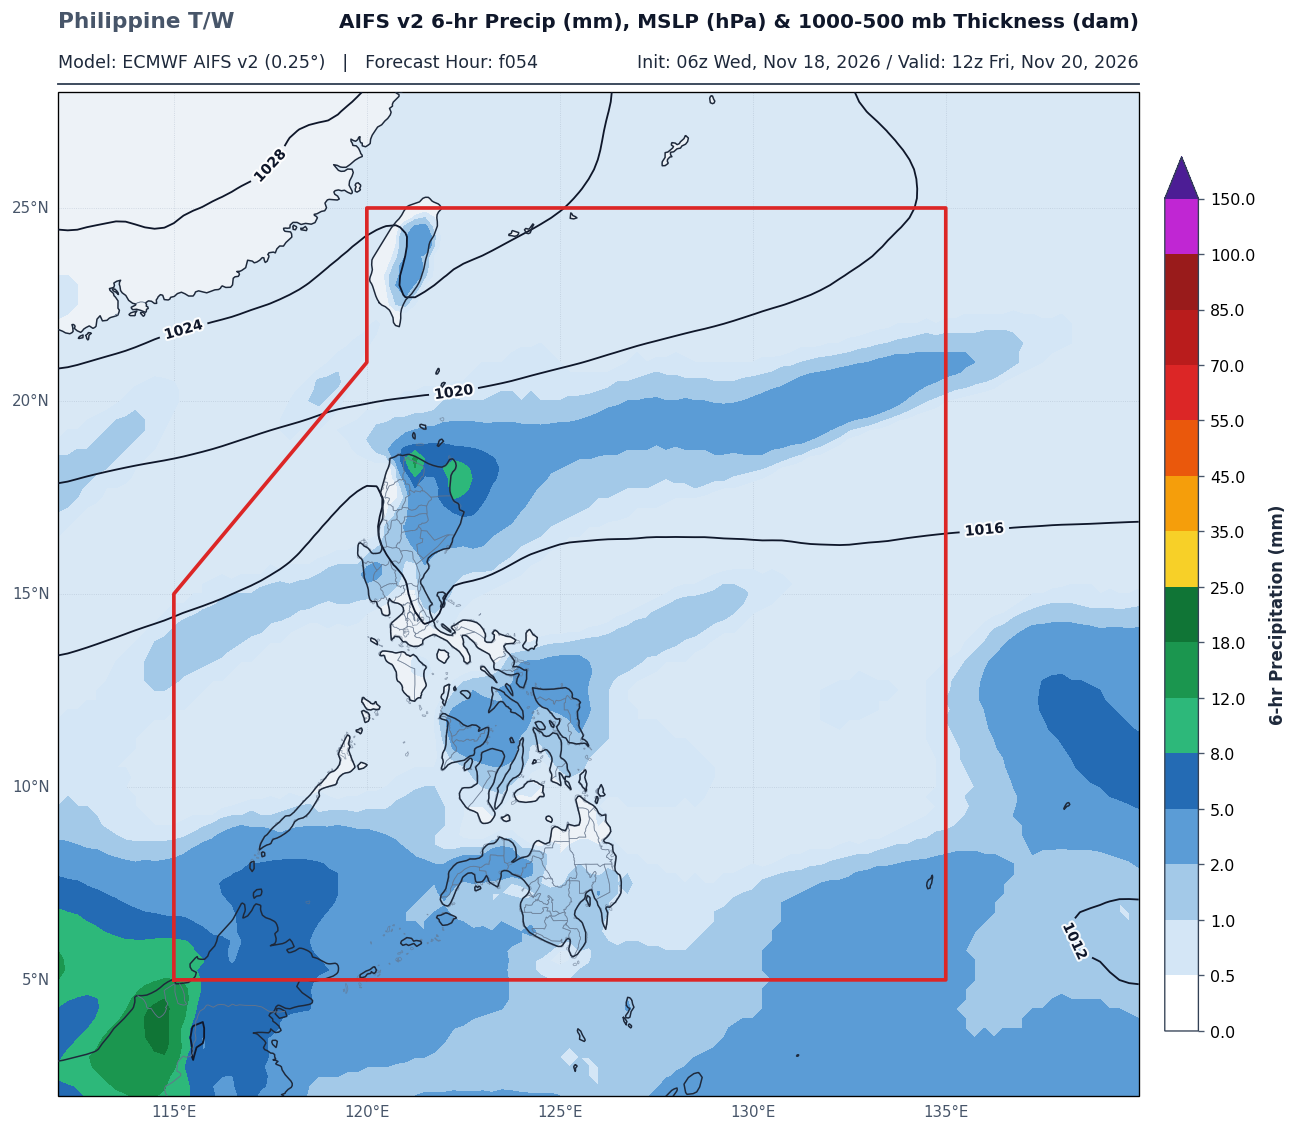 Philippine T/W
AIFS v2 6-hr Precip (mm), MSLP (hPa) & 1000-500 mb Thickness (dam)
Model: ECMWF AIFS v2 (0.25°) | Forecast Hour: f054
Init: 06z Wed, Nov 18, 2026 / Valid: 12z Fri, Nov 20, 2026
1028
1024
1020
1016
1012
25°N
20°N
15°N
10°N
5°N
115°E
120°E
125°E
130°E
135°E
150.0
100.0
85.0
70.0
55.0
45.0
35.0
25.0
18.0
12.0
8.0
5.0
2.0
1.0
0.5
0.0
6-hr Precipitation (mm)